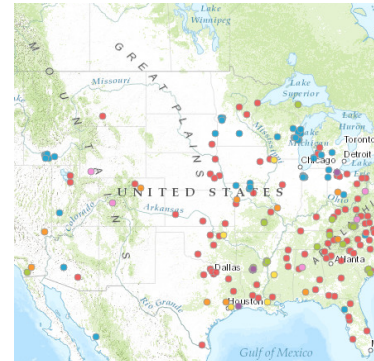 Lake
Winnipeg
MOUNTAINS
GREAT PLAINS
Missouri
Lake
Superior
Lake
Huron
Mississippi
Lake
Michigan
Toronto
Detroit
Chicago
UNITED STATES
Ohio
Colorado
Arkansas
Atlanta
Dallas
Rio Grande
Houston
Gulf of Mexico